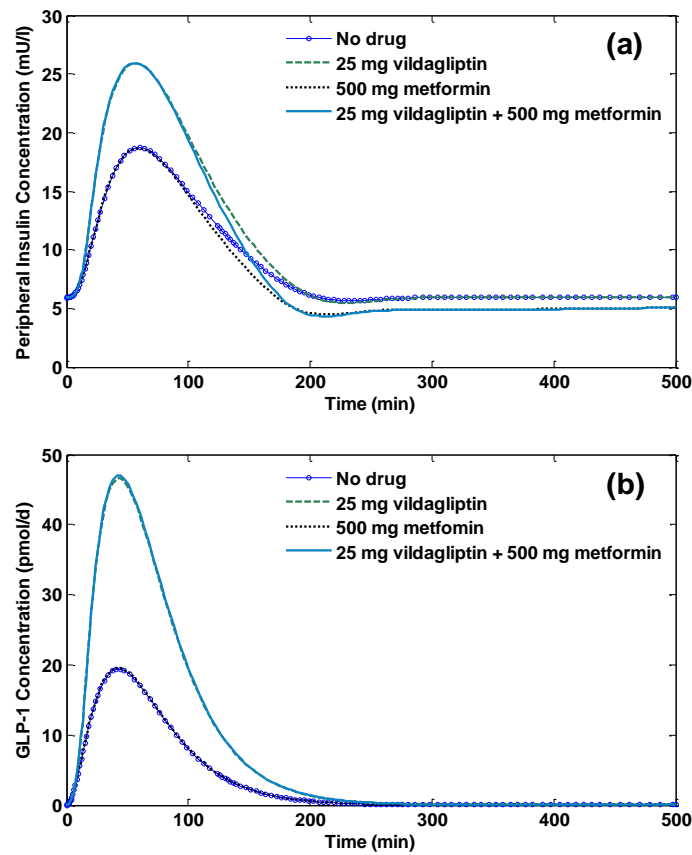 30
25
20
15
10
5
0
Peripheral Insulin Concentration (mU/l)
(a)
No drug
25 mg vildagliptin
500 mg metformin
25 mg vildagliptin + 500 mg metformin
0 100 200 300 400 500
Time (min)
50
40
30
20
10
0
GLP-1 Concentration (pmol/d)
(b)
No drug
25 mg vildagliptin
500 mg metfomin
25 mg vildagliptin + 500 mg metformin
0 100 200 300 400 500
Time (min)